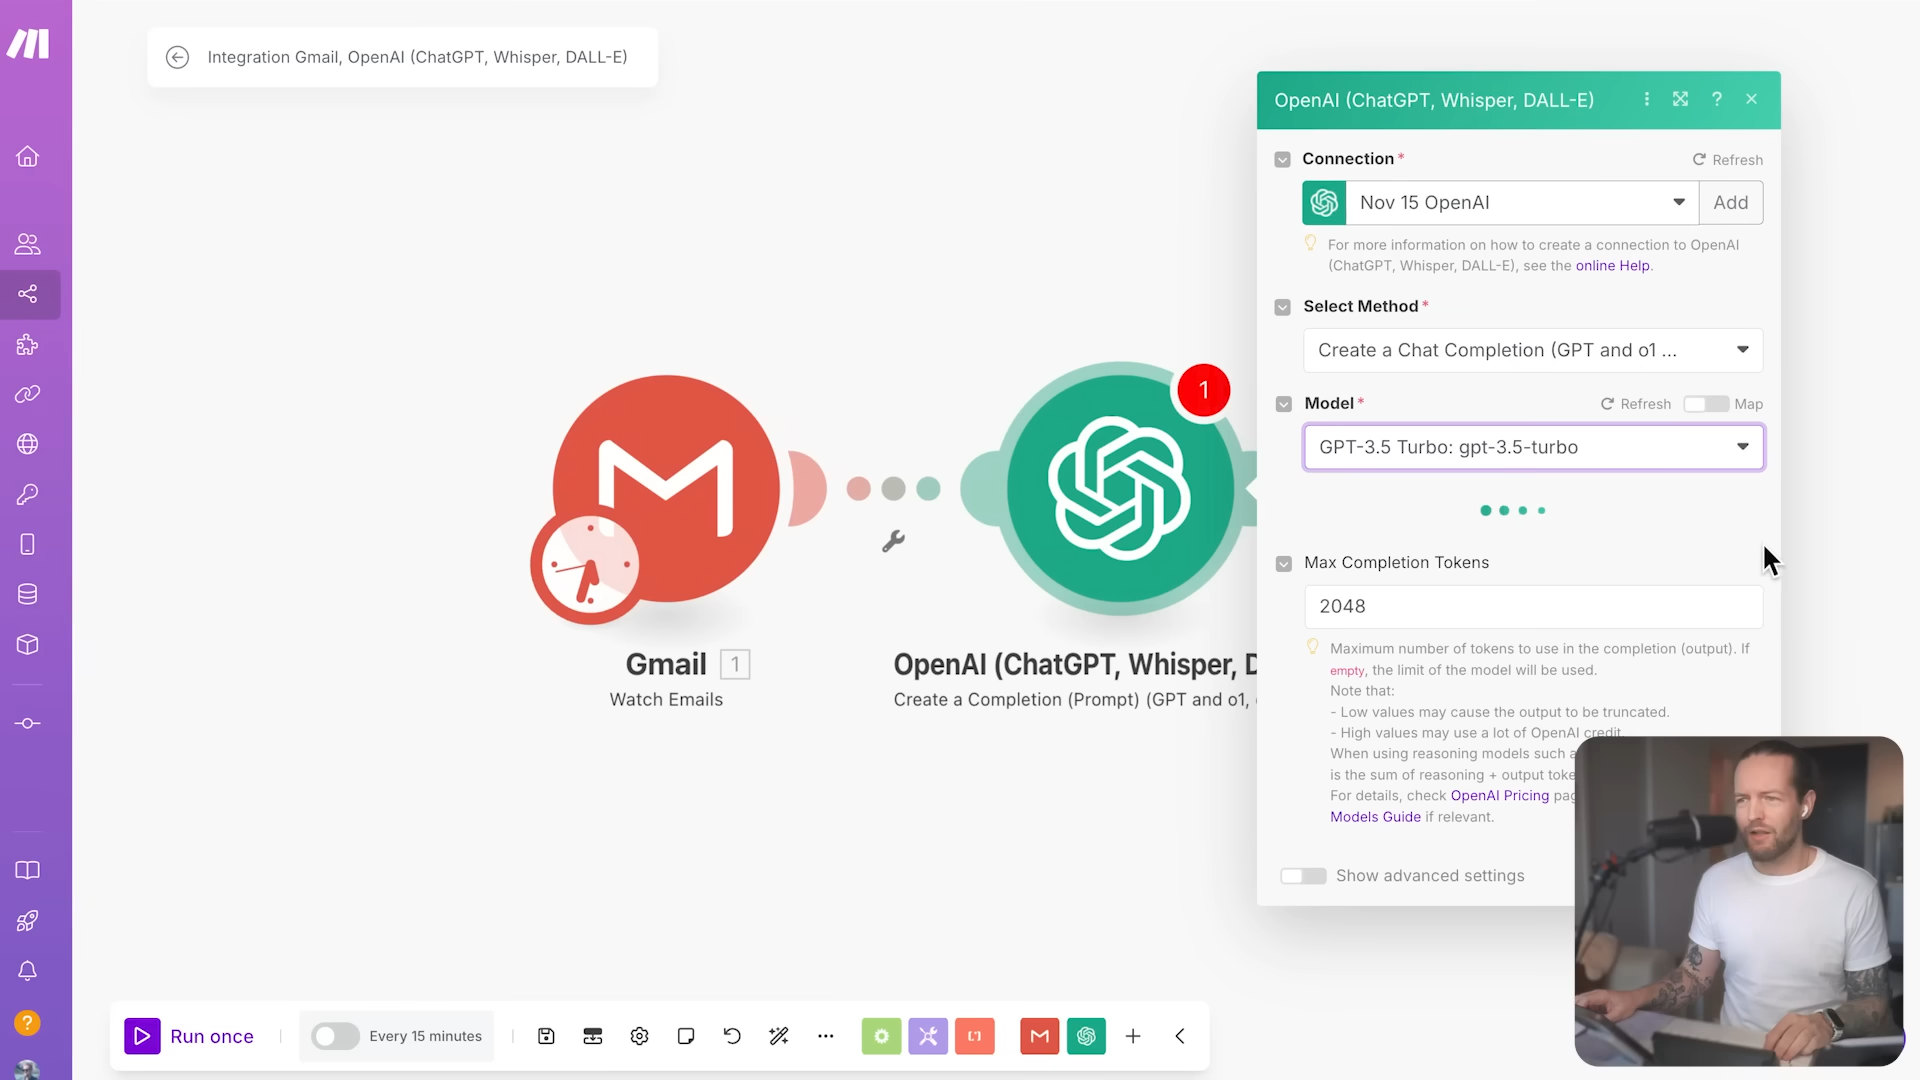 Integration Gmail, OpenAI (ChatGPT, Whisper, DALL-E)
OpenAI (ChatGPT, Whisper, DALL-E)
?
Connection *
Refresh
Nov 15 OpenAI
Add
For more information on how to create a connection to OpenAI
(ChatGPT, Whisper, DALL-E), see the online Help.
Select Method *
Create a Chat Completion (GPT and o1 ...
Model *
Refresh
Map
GPT-3.5 Turbo: gpt-3.5-turbo
Max Completion Tokens
2048
Maximum number of tokens to use in the completion (output). If
empty, the limit of the model will be used.
Note that:
- Low values may cause the output to be truncated.
- High values may use a lot of OpenAI credit
When using reasoning models such a
is the sum of reasoning + output toke
For details, check OpenAI Pricing pag
Models Guide if relevant.
Show advanced settings
1
Gmail 1
Watch Emails
OpenAI (ChatGPT, Whisper, D
Create a Completion (Prompt) (GPT and o1,
?
Run once
Every 15 minutes